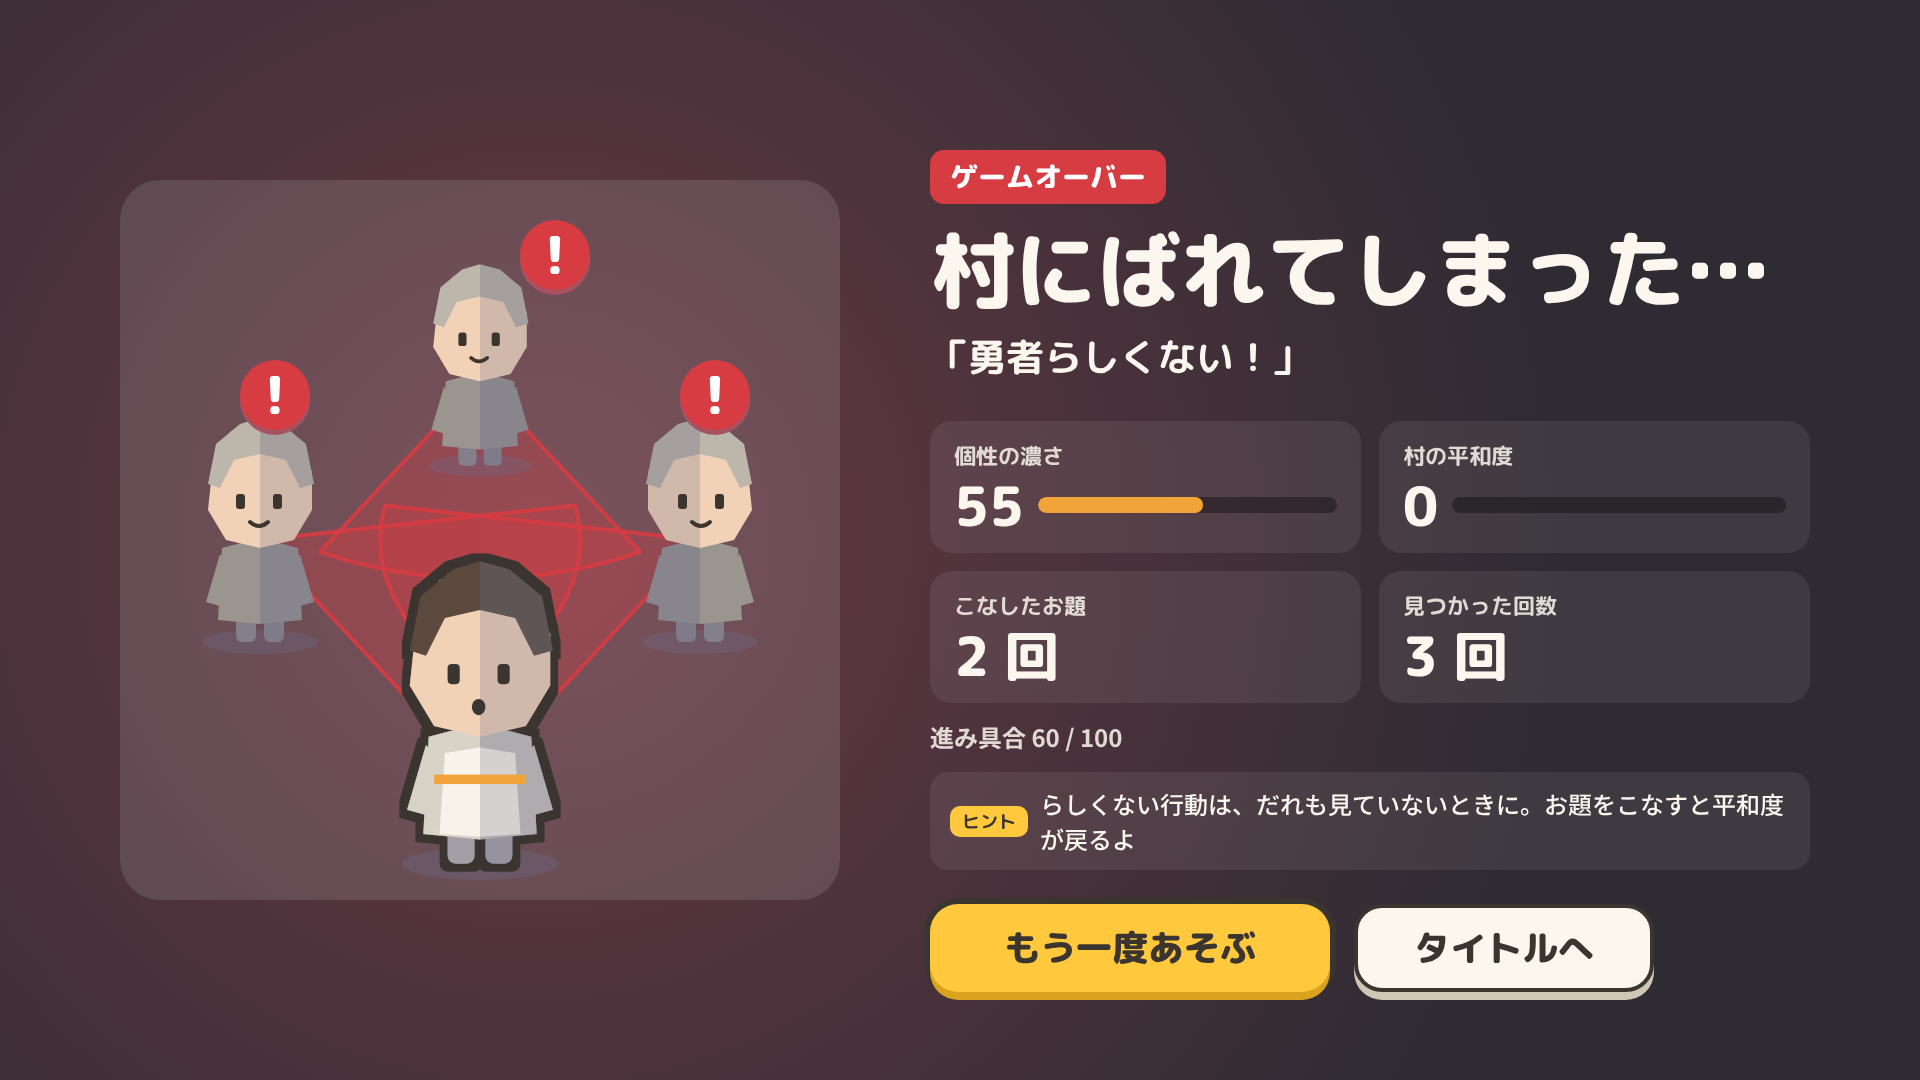 !
!
!
ゲームオーバー
村にばれてしまった…
「勇者らしくない！」
個性の濃さ
55
村の平和度
0
こなしたお題
2 回
見つかった回数
3 回
進み具合 60 / 100
ヒント
らしくない行動は、だれも見ていないときに。お題をこなすと平和度
が戻るよ
もう一度あそぶ
タイトルへ